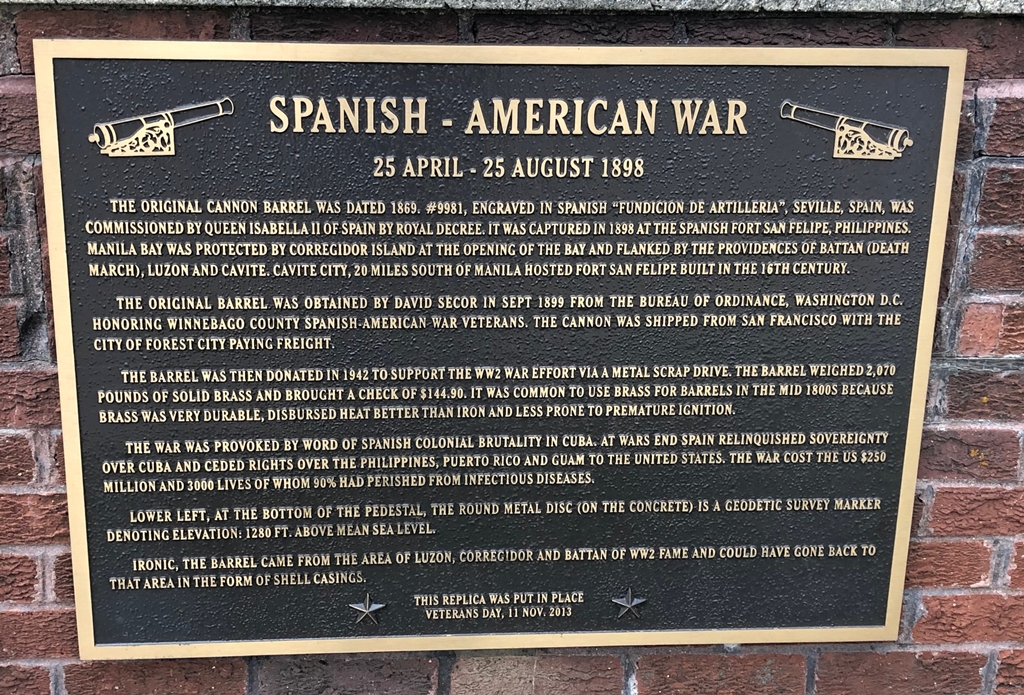 SPANISH - AMERICAN WAR
25 APRIL - 25 AUGUST 1898
THE ORIGINAL CANNON BARREL WAS DATED 1869. #9981, ENGRAVED IN SPANISH "FUNDICION DE ARTILLERIA", SEVILLE, SPAIN, WAS
COMMISSIONED BY QUEEN ISABELLA II OF SPAIN BY ROYAL DECREE. IT WAS CAPTURED IN 1898 AT THE SPANISH FORT SAN FELIPE, PHILIPPINES.
MANILA BAY WAS PROTECTED BY CORREGIDOR ISLAND AT THE OPENING OF THE BAY AND FLANKED BY THE PROVIDENCES OF BATTAN (DEATH
MARCH), LUZON AND CAVITE. CAVITE CITY, 20 MILES SOUTH OF MANILA HOSTED FORT SAN FELIPE BUILT IN THE 16TH CENTURY.
THE ORIGINAL BARREL WAS OBTAINED BY DAVID SECOR IN SEPT 1899 FROM THE BUREAU OF ORDINANCE, WASHINGTON D.C.
HONORING WINNEBAGO COUNTY SPANISH-AMERICAN WAR VETERANS. THE CANNON WAS SHIPPED FROM SAN FRANCISCO WITH THE
CITY OF FOREST CITY PAYING FREIGHT.
THE BARREL WAS THEN DONATED IN 1942 TO SUPPORT THE WW2 WAR EFFORT VIA A METAL SCRAP DRIVE. THE BARREL WEIGHED 2,070
POUNDS OF SOLID BRASS AND BROUGHT A CHECK OF $144.90. IT WAS COMMON TO USE BRASS FOR BARRELS IN THE MID 1800S BECAUSE
BRASS WAS VERY DURABLE, DISBURSED HEAT BETTER THAN IRON AND LESS PRONE TO PREMATURE IGNITION.
THE WAR WAS PROVOKED BY WORD OF SPANISH COLONIAL BRUTALITY IN CUBA. AT WARS END SPAIN RELINQUISHED SOVEREIGNTY
OVER CUBA AND CEDED RIGHTS OVER THE PHILIPPINES, PUERTO RICO AND GUAM TO THE UNITED STATES. THE WAR COST THE US $250
MILLION AND 3000 LIVES OF WHOM 90% HAD PERISHED FROM INFECTIOUS DISEASES.
LOWER LEFT, AT THE BOTTOM OF THE PEDESTAL, THE ROUND METAL DISC (ON THE CONCRETE) IS A GEODETIC SURVEY MARKER
DENOTING ELEVATION: 1280 FT. ABOVE MEAN SEA LEVEL.
IRONIC, THE BARREL CAME FROM THE AREA OF LUZON, CORREGIDOR AND BATTAN OF WW2 FAME AND COULD HAVE GONE BACK TO
THAT AREA IN THE FORM OF SHELL CASINGS.
THIS REPLICA WAS PUT IN PLACE
VETERANS DAY, 11 NOV. 2013